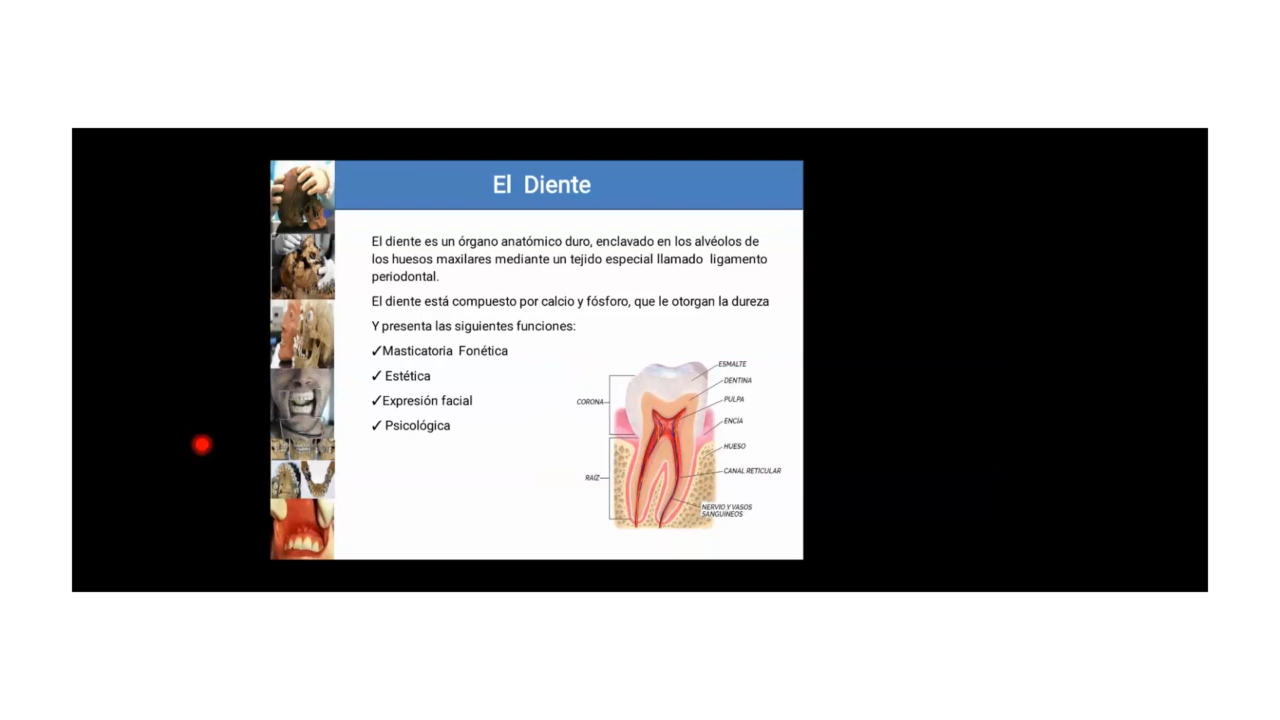 El Diente
El diente es un órgano anatómico duro, enclavado en los alvéolos de
los huesos maxilares mediante un tejido especial llamado ligamento
periodontal.
El diente está compuesto por calcio y fósforo, que le otorgan la dureza
Y presenta las siguientes funciones:
✓Masticatoria Fonética
✓ Estética
✓Expresión facial
✓ Psicológica
ESMALTE
DENTINA
CORONA
PULPA
ENCÍA
HUESO
CANAL RETICULAR
RAÍZ
NERVIO Y VASOS
SANGUÍNEOS